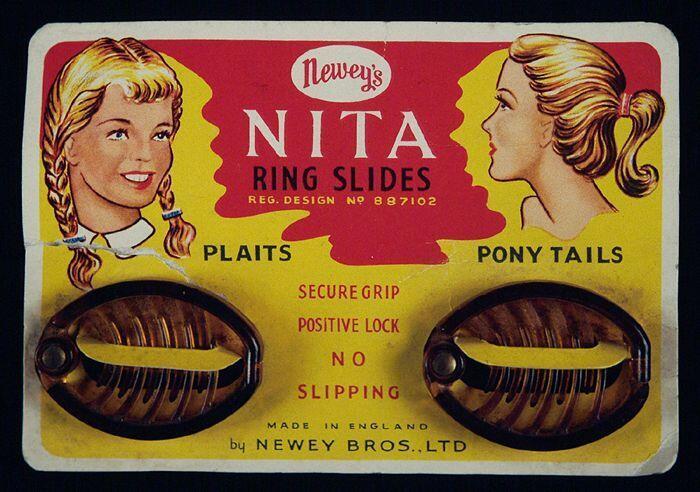 Newey's
NITA
RING SLIDES
REG. DESIGN Nº 887102
PLAITS
PONY TAILS
SECURE GRIP
POSITIVE LOCK
NO
SLIPPING
MADE IN ENGLAND
by NEWEY BROS., LTD